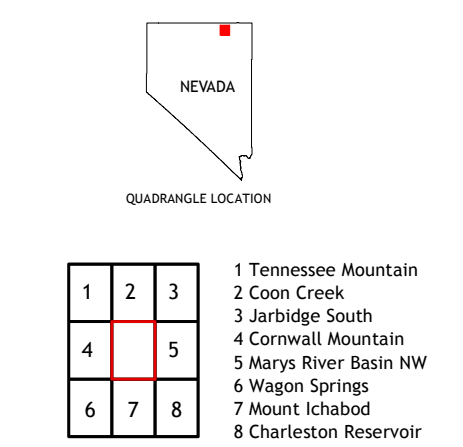 NEVADA
QUADRANGLE LOCATION
1 2 3
4 5
6 7 8
1 Tennessee Mountain
2 Coon Creek
3 Jarbidge South
4 Cornwall Mountain
5 Marys River Basin NW
6 Wagon Springs
7 Mount Ichabod
8 Charleston Reservoir